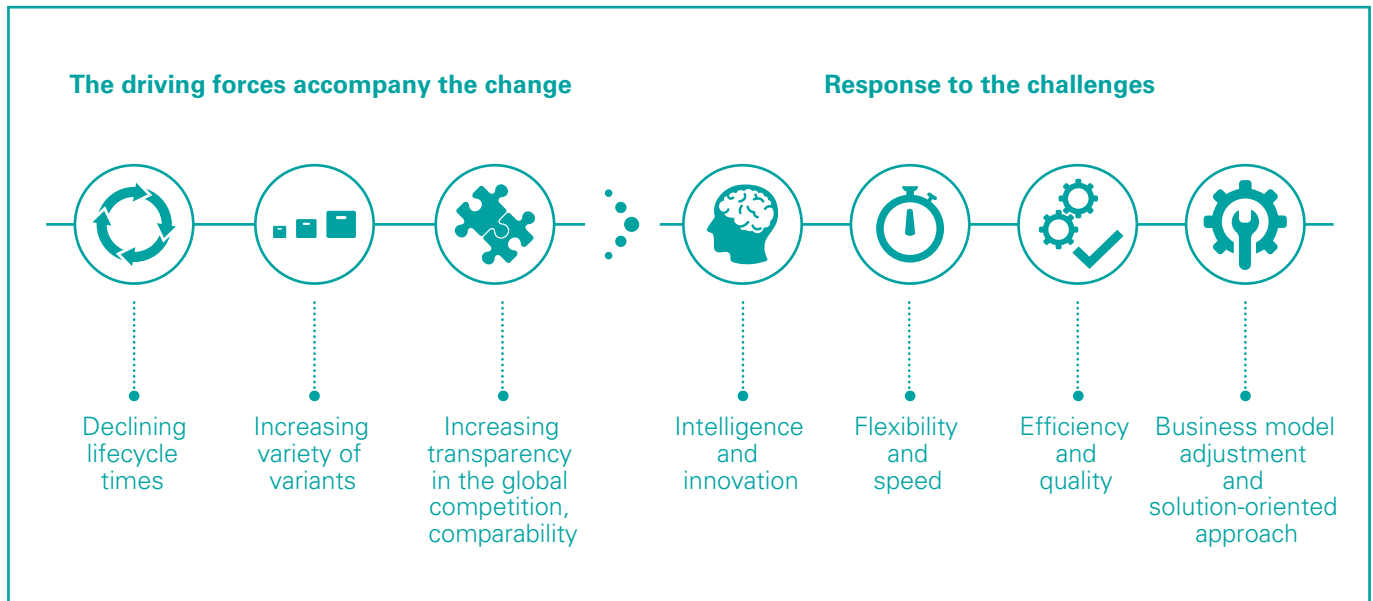 The driving forces accompany the change
Response to the challenges
Declining
lifecycle
times
Increasing
variety of
variants
Increasing
transparency
in the global
competition,
comparability
Intelligence
and
innovation
Flexibility
and
speed
Efficiency
and
quality
Business model
adjustment
and
solution-oriented
approach